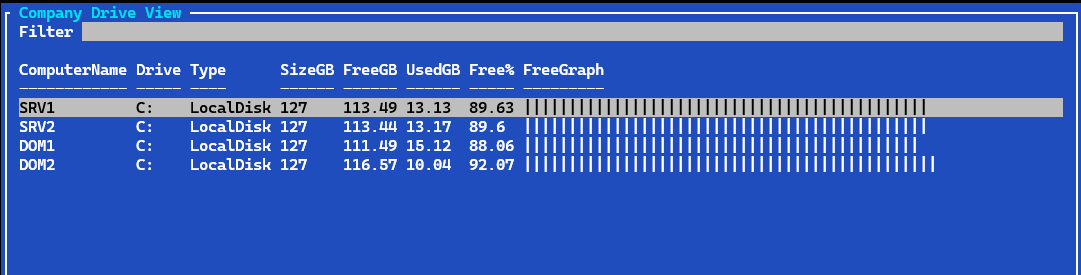 Company Drive View
Filter
ComputerName Drive Type      SizeGB FreeGB UsedGB Free% FreeGraph
------------ ----- ----      ------ ------ ------ ----- ---------
SRV1         C:    LocalDisk 127    113.49 13.13  89.63 |||||||||||||||||||||||||||||||||||||||||||||
SRV2         C:    LocalDisk 127    113.44 13.17  89.6  |||||||||||||||||||||||||||||||||||||||||||||
DOM1         C:    LocalDisk 127    111.49 15.12  88.06 ||||||||||||||||||||||||||||||||||||||||||||
DOM2         C:    LocalDisk 127    116.57 10.04  92.07 ||||||||||||||||||||||||||||||||||||||||||||||